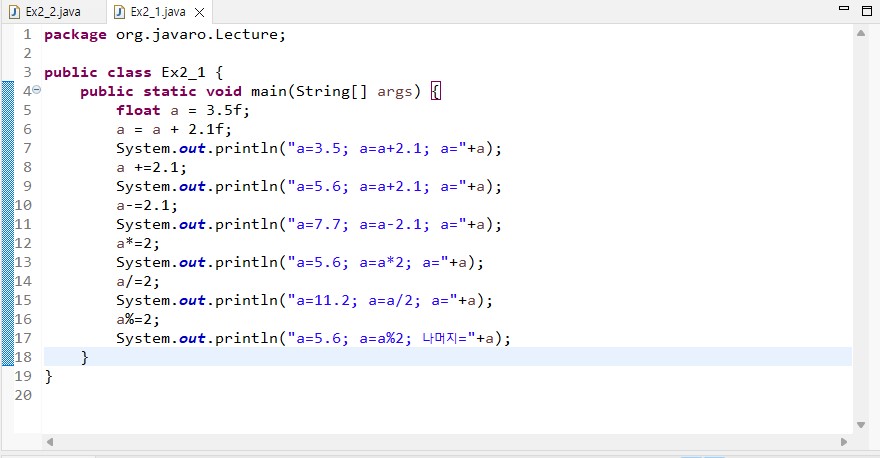 Ex2_2.java Ex2_1.java
1 package org.javaro.Lecture;
2
3 public class Ex2_1 {
4 public static void main(String[] args) {
5 float a = 3.5f;
6 a = a + 2.1f;
7 System.out.println("a=3.5; a=a+2.1; a="+a);
8 a +=2.1;
9 System.out.println("a=5.6; a=a+2.1; a="+a);
10 a-=2.1;
11 System.out.println("a=7.7; a=a-2.1; a="+a);
12 a*=2;
13 System.out.println("a=5.6; a=a*2; a="+a);
14 a/=2;
15 System.out.println("a=11.2; a=a/2; a="+a);
16 a%=2;
17 System.out.println("a=5.6; a=a%2; 나머지="+a);
18 }
19 }
20